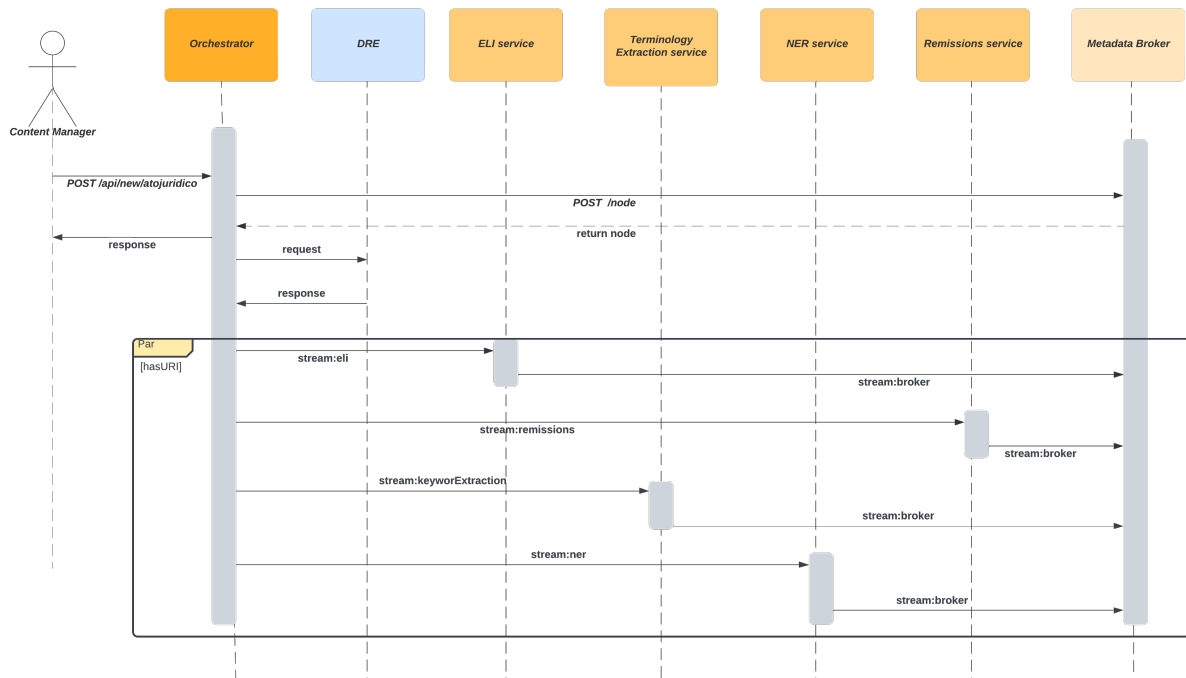 Orchestrator
DRE
ELI service
Terminology
Extraction service
NER service
Remissions service
Metadata Broker
Content Manager
POST /api/new/atojuridico
POST /node
return node
response
request
response
Par
[hasURI]
stream:eli
stream:broker
stream:remissions
stream:broker
stream:keyworExtraction
stream:broker
stream:ner
stream:broker